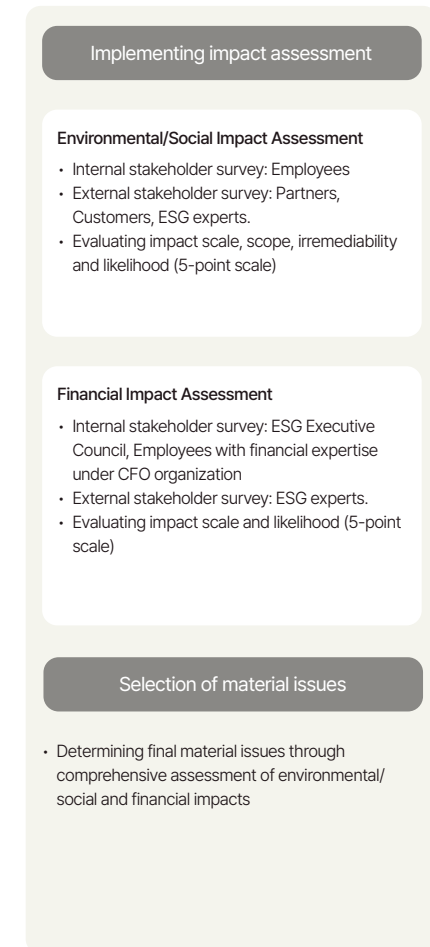 Implementing impact assessment
Environmental/Social Impact Assessment
• Internal stakeholder survey: Employees
• External stakeholder survey: Partners,
Customers, ESG experts.
• Evaluating impact scale, scope, irremediability
and likelihood (5-point scale)
Financial Impact Assessment
• Internal stakeholder survey: ESG Executive
Council, Employees with financial expertise
under CFO organization
• External stakeholder survey: ESG experts.
• Evaluating impact scale and likelihood (5-point
scale)
Selection of material issues
• Determining final material issues through
comprehensive assessment of environmental/
social and financial impacts